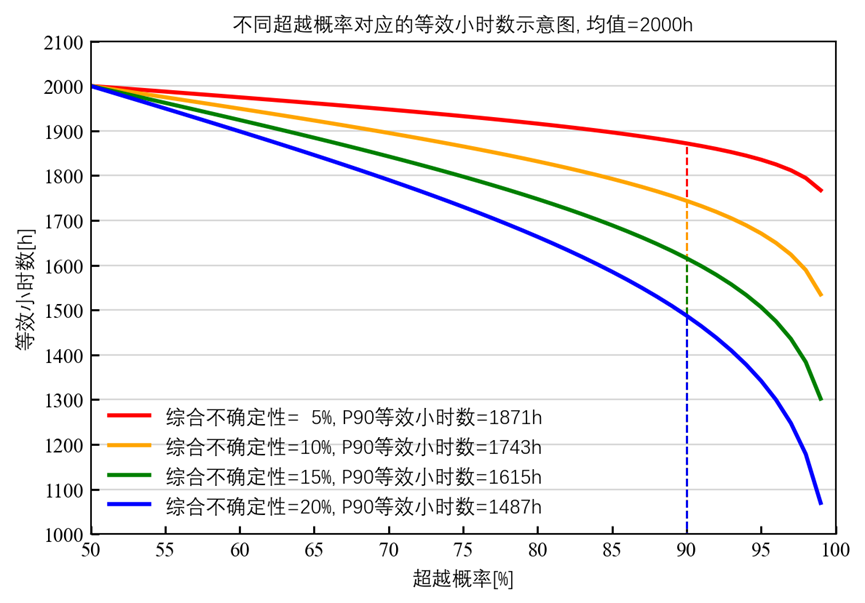 不同超越概率对应的等效小时数示意图, 均值=2000h
2100
2000
1900
1800
1700
1600
1500
1400
1300
1200
1100
1000
等效小时数[h]
综合不确定性= 5%, P90等效小时数=1871h
综合不确定性=10%, P90等效小时数=1743h
综合不确定性=15%, P90等效小时数=1615h
综合不确定性=20%, P90等效小时数=1487h
50 55 60 65 70 75 80 85 90 95 100
超越概率[%]